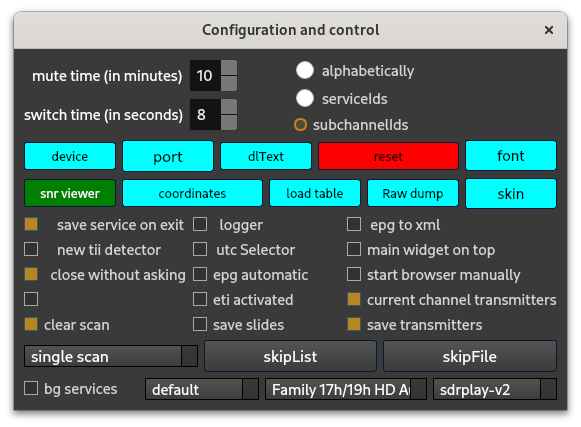 Configuration and control ×
mute time (in minutes) 10 alphabetically
serviceIds
switch time (in seconds) 8
subchannelIds
device port dlText reset font
snr viewer coordinates load table Raw dump skin
save service on exit logger epg to xml
new tii detector utc Selector main widget on top
close without asking epg automatic start browser manually
eti activated current channel transmitters
clear scan save slides save transmitters
single scan skipList skipFile
bg services default Family 17h/19h HD sdrplay-v2